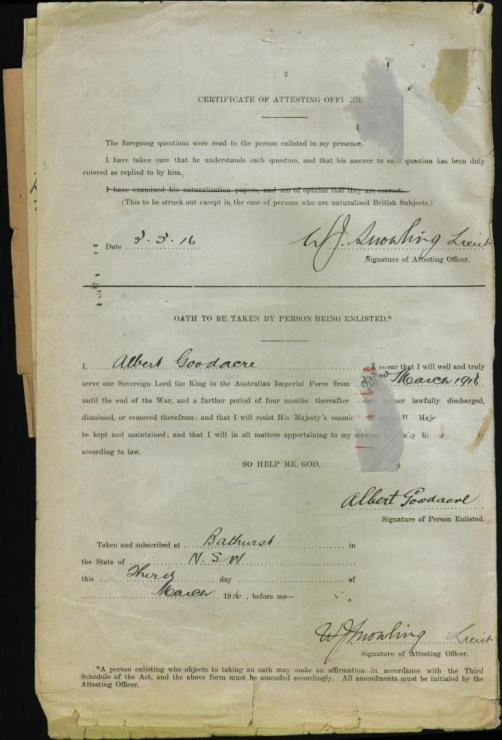 2
CERTIFICATE OF ATTESTING
The foregoing questions were read to the person enlisted in my presence.
I have taken care that he understands each question, and that his answer to each question has been duly
entered as replied to by him.
I have examined his naturalization papers, and am of opinion that they are correct.
(This to be struck out except in the case of persons who are naturalized British Subjects.)
Date 3.3.16 W.J. Snowling Lieut
Signature of Attesting Officer.
OATH TO BE TAKEN BY PERSON BEING ENLISTED.*
I, Albert Goodacre swear that I will well and truly
serve our Sovereign Lord the King in the Australian Imperial Force from March 1916
until the end of the War, and a further period of four months thereafter lawfully discharged,
dismissed, or removed therefrom; and that I will resist His Majesty's
be kept and maintained; and that I will in all matters appertaining to my
according to law.
SO HELP ME, GOD.
Albert Goodacre
Signature of Person Enlisted.
Taken and subscribed at Bathurst in
the State of N.S.W
this Third day of
March 1916, before me—
W.J. Snowling Lieut
Signature of Attesting Officer.
*A person enlisting who objects to taking an oath may make an affirmation in accordance with the Third
Schedule of the Act, and the above form must be amended accordingly. All amendments must be initialed by the
Attesting Officer.